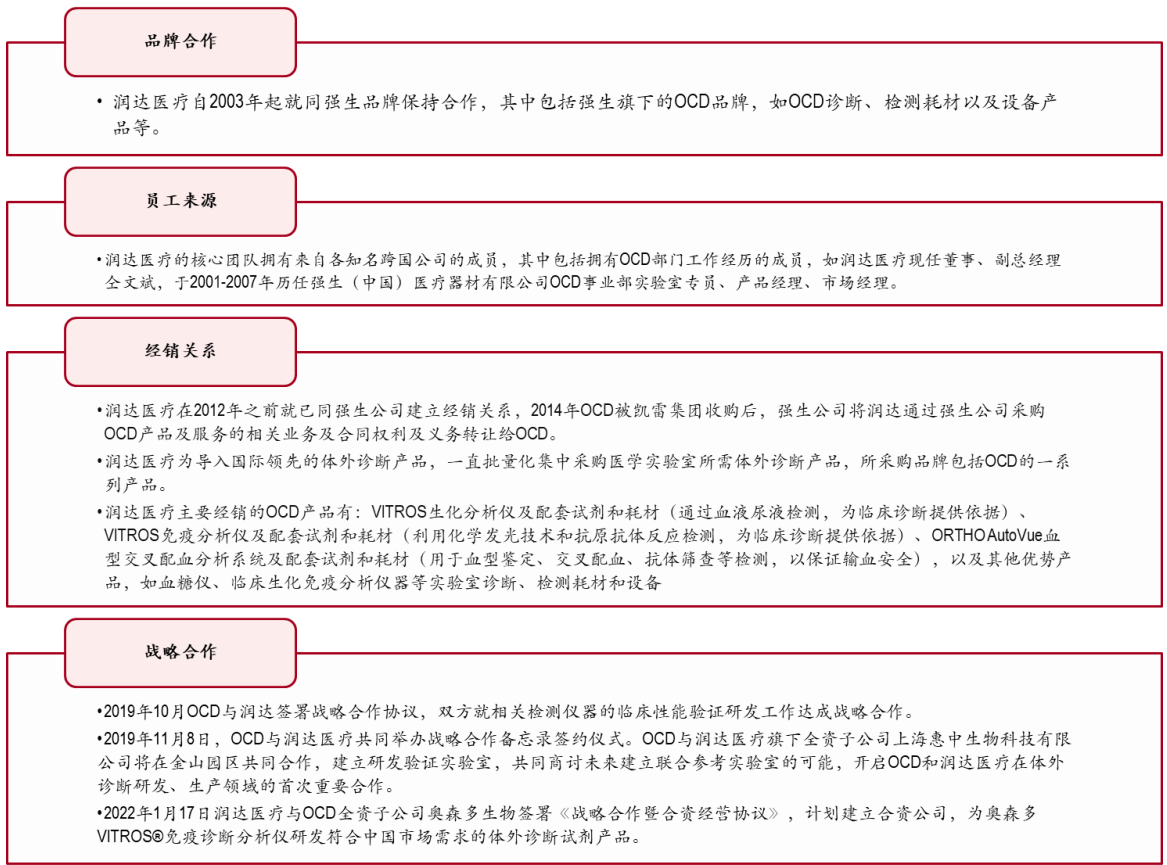 品牌合作
• 润达医疗自2003年起就同强生品牌保持合作，其中包括强生旗下的OCD品牌，如OCD诊断、检测耗材以及设备产
品等。
员工来源
•润达医疗的核心团队拥有来自各知名跨国公司的成员，其中包括拥有OCD部门工作经历的成员，如润达医疗现任董事、副总经理
仝文斌，于2001-2007年历任强生（中国）医疗器材有限公司OCD事业部实验室专员、产品经理、市场经理。
经销关系
•润达医疗在2012年之前就已同强生公司建立经销关系，2014年OCD被凯雷集团收购后，强生公司将润达通过强生公司采购
OCD产品及服务的相关业务及合同权利及义务转让给OCD。
•润达医疗为导入国际领先的体外诊断产品，一直批量化集中采购医学实验室所需体外诊断产品，所采购品牌包括OCD的一系
列产品。
•润达医疗主要经销的OCD产品有：VITROS生化分析仪及配套试剂和耗材（通过血液尿液检测，为临床诊断提供依据）、
VITROS免疫分析仪及配套试剂和耗材（利用化学发光技术和抗原抗体反应检测，为临床诊断提供依据）、ORTHO AutoVue血
型交叉配血分析系统及配套试剂和耗材（用于血型鉴定、交叉配血、抗体筛查等检测，以保证输血安全），以及其他优势产
品，如血糖仪、临床生化免疫分析仪器等实验室诊断、检测耗材和设备
战略合作
•2019年10月OCD与润达签署战略合作协议，双方就相关检测仪器的临床性能验证研发工作达成战略合作。
•2019年11月8日，OCD与润达医疗共同举办战略合作备忘录签约仪式。OCD与润达医疗旗下全资子公司上海惠中生物科技有限
公司将在金山园区共同合作，建立研发验证实验室，共同商讨未来建立联合参考实验室的可能，开启OCD和润达医疗在体外
诊断研发、生产领域的首次重要合作。
•2022年1月17日润达医疗与OCD全资子公司奥森多生物签署《战略合作暨合资经营协议》，计划建立合资公司，为奥森多
VITROS®免疫诊断分析仪研发符合中国市场需求的体外诊断试剂产品。